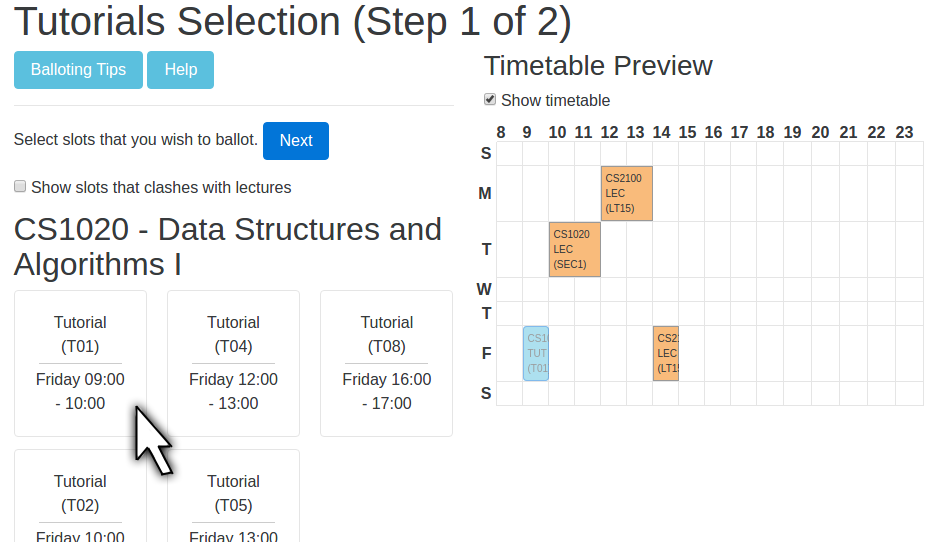 Tutorials Selection (Step 1 of 2)
Balloting Tips
Help
Select slots that you wish to ballot.
Next
Show slots that clashes with lectures
CS1020 - Data Structures and
Algorithms I
Tutorial
(T01)
Friday 09:00
- 10:00
Tutorial
(T04)
Friday 12:00
- 13:00
Tutorial
(T08)
Friday 16:00
- 17:00
Tutorial
(T02)
Friday 10:00
Tutorial
(T05)
Friday 13:00
Timetable Preview
Show timetable
8 9 10 11 12 13 14 15 16 17 18 19 20 21 22 23
S
M
CS2100
LEC
(LT15)
T
CS1020
LEC
(SEC1)
W
T
F
CS10
TUT
(T01
CS21
LEC
(LT15
S